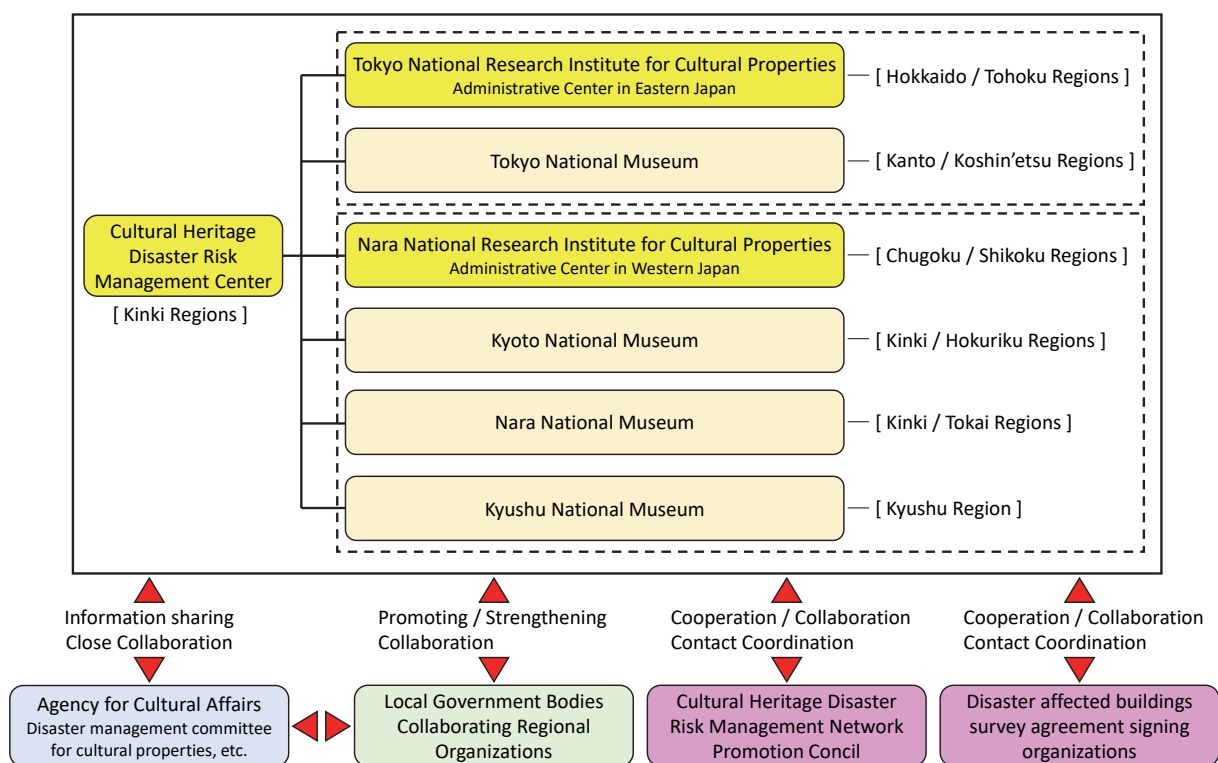 Tokyo National Research Institute for Cultural Properties
Administrative Center in Eastern Japan
[ Hokkaido / Tohoku Regions ]
Tokyo National Museum
[ Kanto / Koshin’etsu Regions ]
Cultural Heritage
Disaster Risk
Management Center
[ Kinki Regions ]
Nara National Research Institute for Cultural Properties
Administrative Center in Western Japan
[ Chugoku / Shikoku Regions ]
Kyoto National Museum
[ Kinki / Hokuriku Regions ]
Nara National Museum
[ Kinki / Tokai Regions ]
Kyushu National Museum
[ Kyushu Region ]
Information sharing
Close Collaboration
Promoting / Strengthening
Collaboration
Cooperation / Collaboration
Contact Coordination
Cooperation / Collaboration
Contact Coordination
Agency for Cultural Affairs
Disaster management committee
for cultural properties, etc.
Local Government Bodies
Collaborating Regional
Organizations
Cultural Heritage Disaster
Risk Management Network
Promotion Concil
Disaster affected buildings
survey agreement signing
organizations